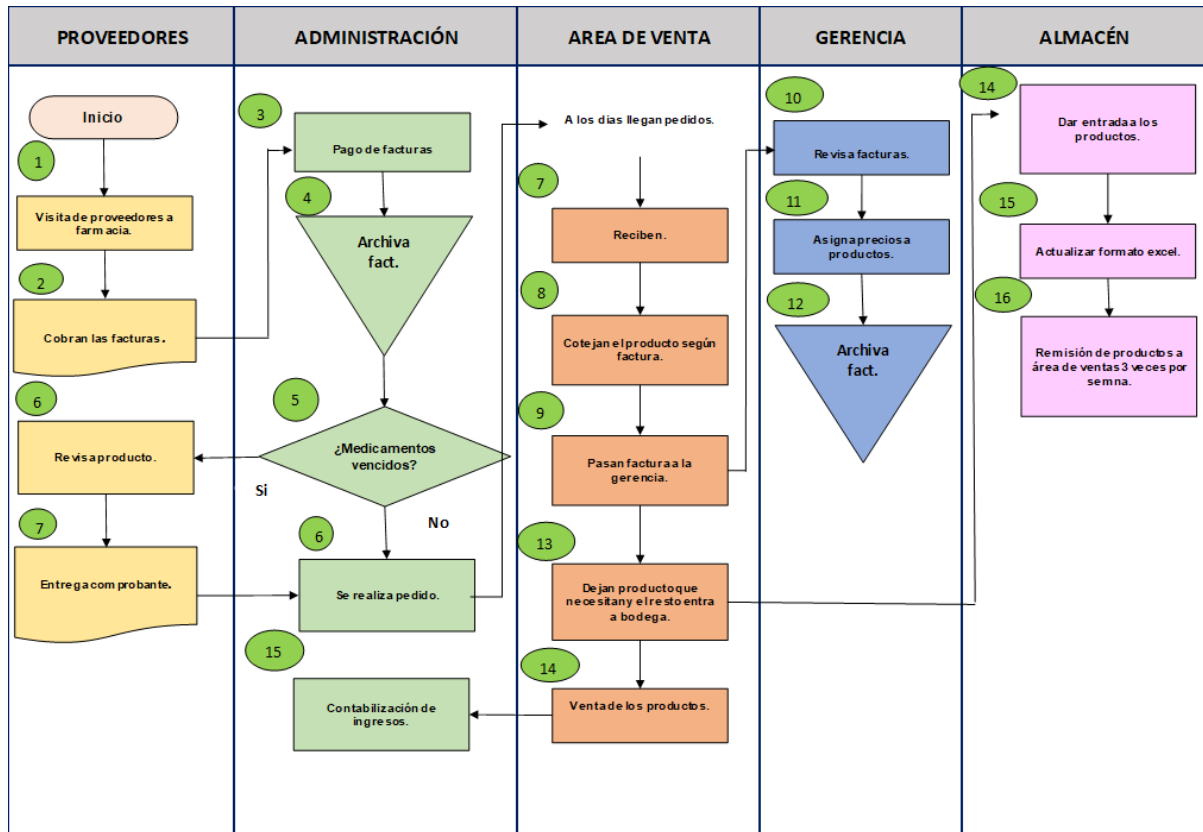 PROVEEDORES
ADMINISTRACIÓN
AREA DE VENTA
GERENCIA
ALMACÉN
Inicio
1
Visita de proveedores a
farmacia.
2
Cobran las facturas.
6
Revisa producto.
7
Entrega comprobante.
3
Pago de facturas
4
Archiva
fact.
5
¿Medicamentos
vencidos?
Si
No
6
Se realiza pedido.
15
Contabilización de
ingresos.
A los dias llegan pedidos.
7
Reciben.
8
Cotejan el producto según
factura.
9
Pasan factura a la
gerencia.
13
Dejan producto que
necesitan y el resto entra
a bodega.
14
Venta de los productos.
10
Revisa facturas.
11
Asigna precios a
productos.
12
Archiva
fact.
14
Dar entrada a los
productos.
15
Actualizar formato excel.
16
Remisión de productos a
área de ventas 3 veces por
semna.